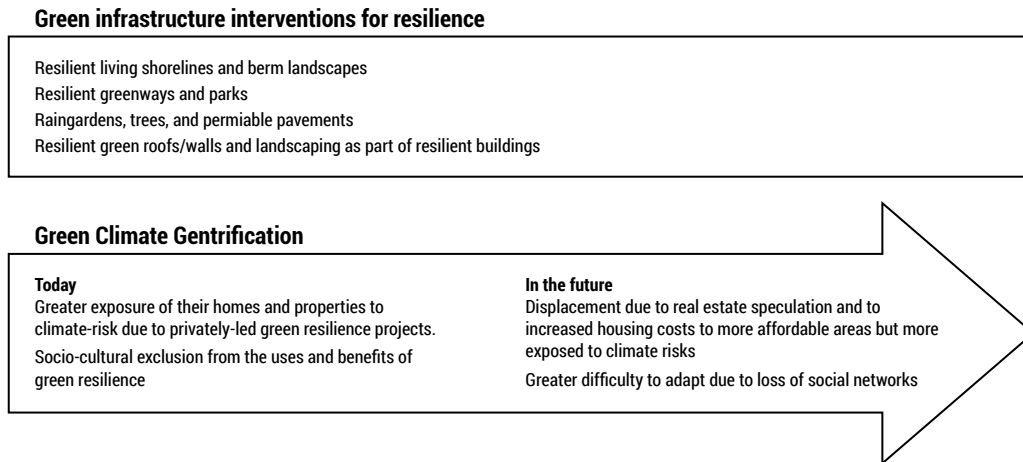 Green infrastructure interventions for resilience
Resilient living shorelines and berm landscapes
Resilient greenways and parks
Raingardens, trees, and permiable pavements
Resilient green roofs/walls and landscaping as part of resilient buildings
Green Climate Gentrification
Today
Greater exposure of their homes and properties to
climate-risk due to privately-led green resilience projects.
Socio-cultural exclusion from the uses and benefits of
green resilience
In the future
Displacement due to real estate speculation and to
increased housing costs to more affordable areas but more
exposed to climate risks
Greater difficulty to adapt due to loss of social networks